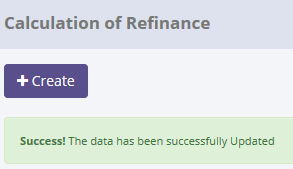 Calculation of Refinance
+ Create
Success! The data has been successfully Updated